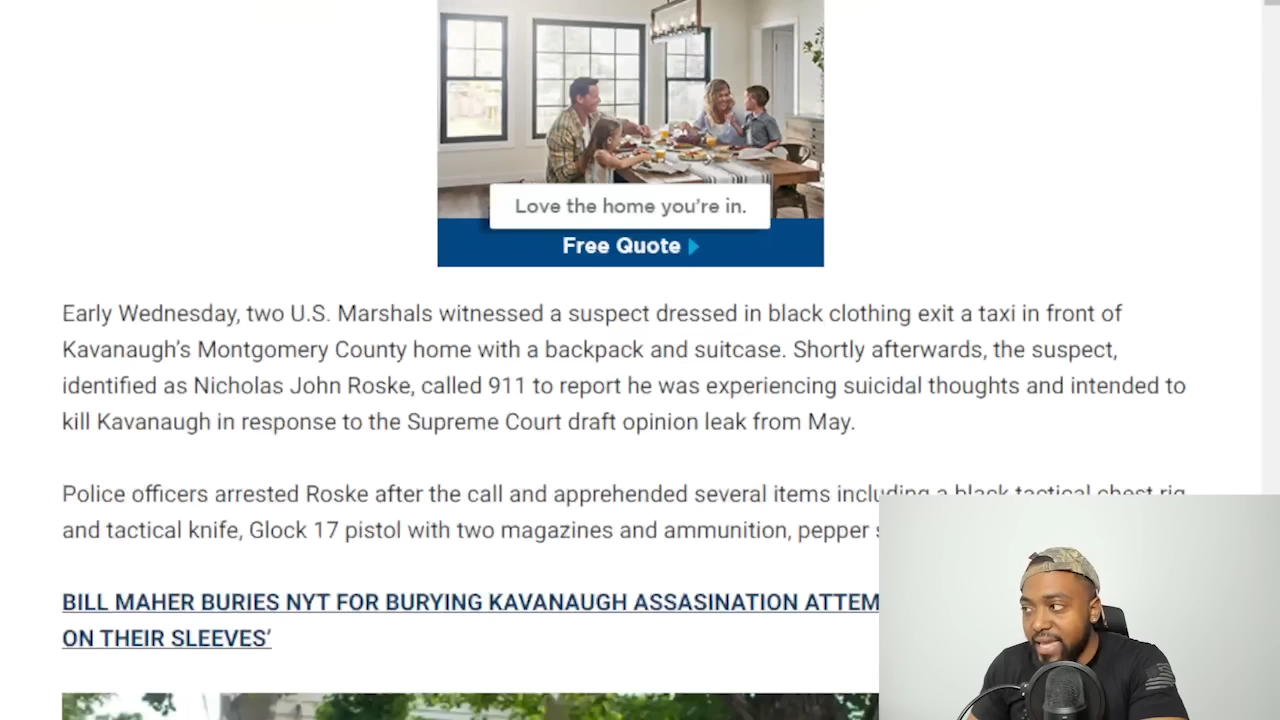 Love the home you're in.
Free Quote
Early Wednesday, two U.S. Marshals witnessed a suspect dressed in black clothing exit a taxi in front of
Kavanaugh’s Montgomery County home with a backpack and suitcase. Shortly afterwards, the suspect,
identified as Nicholas John Roske, called 911 to report he was experiencing suicidal thoughts and intended to
kill Kavanaugh in response to the Supreme Court draft opinion leak from May.
Police officers arrested Roske after the call and apprehended several items including a black tactical chest rig
and tactical knife, Glock 17 pistol with two magazines and ammunition, pepper
BILL MAHER BURIES NYT FOR BURYING KAVANAUGH ASSASINATION
ON THEIR SLEEVES’